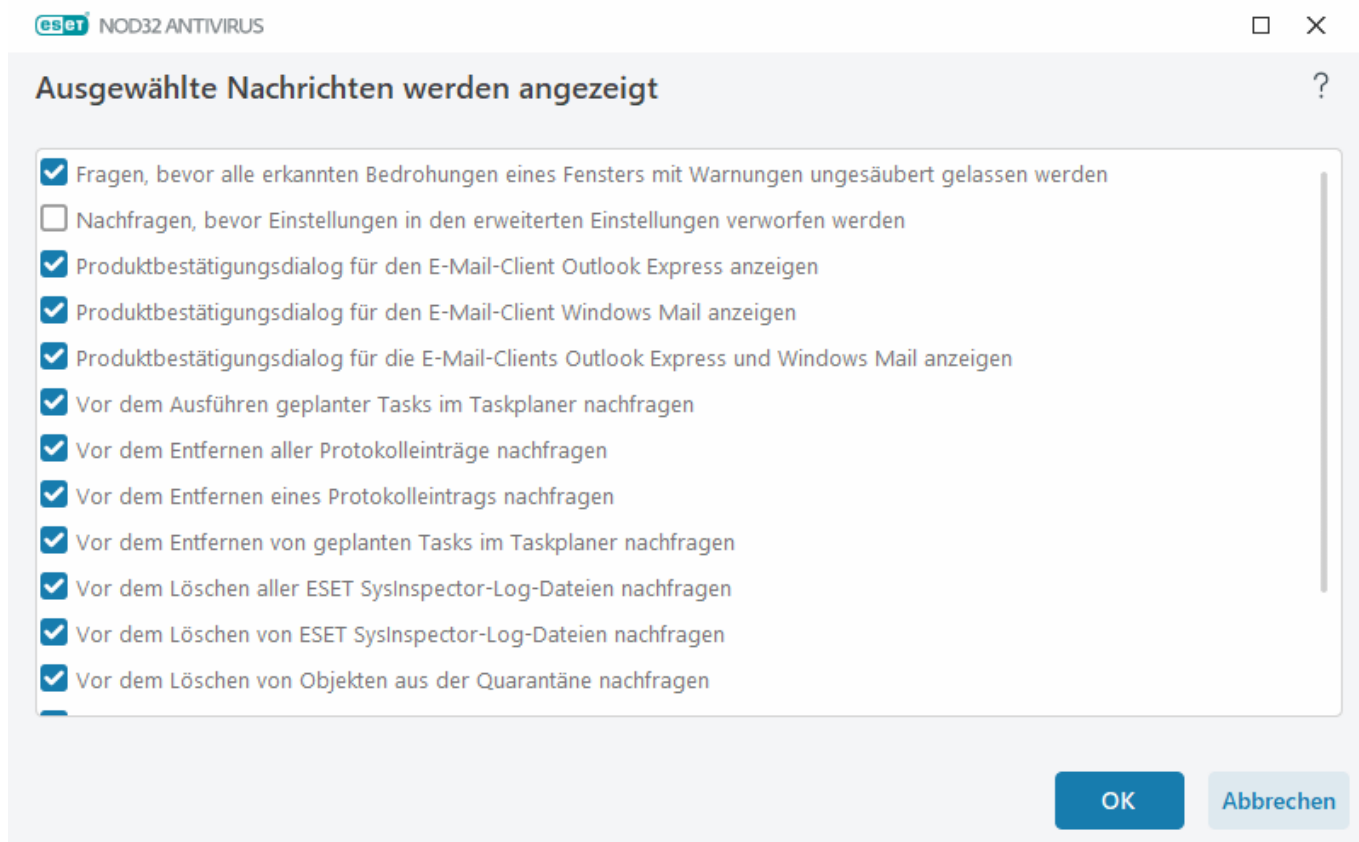 eset NOD32 ANTIVIRUS
Ausgewählte Nachrichten werden angezeigt
?
Fragen, bevor alle erkannten Bedrohungen eines Fensters mit Warnungen ungesäubert gelassen werden
Nachfragen, bevor Einstellungen in den erweiterten Einstellungen verworfen werden
Produktbestätigungsdialog für den E-Mail-Client Outlook Express anzeigen
Produktbestätigungsdialog für den E-Mail-Client Windows Mail anzeigen
Produktbestätigungsdialog für die E-Mail-Clients Outlook Express und Windows Mail anzeigen
Vor dem Ausführen geplanter Tasks im Taskplaner nachfragen
Vor dem Entfernen aller Protokolleinträge nachfragen
Vor dem Entfernen eines Protokolleintrags nachfragen
Vor dem Entfernen von geplanten Tasks im Taskplaner nachfragen
Vor dem Löschen aller ESET SysInspector-Log-Dateien nachfragen
Vor dem Löschen von ESET SysInspector-Log-Dateien nachfragen
Vor dem Löschen von Objekten aus der Quarantäne nachfragen
OK Abbrechen